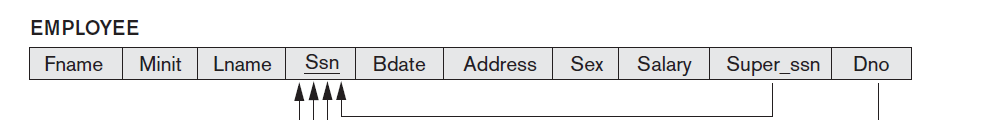 EMPLOYEE
Fname Minit Lname Ssn Bdate Address Sex Salary Super_ssn Dno